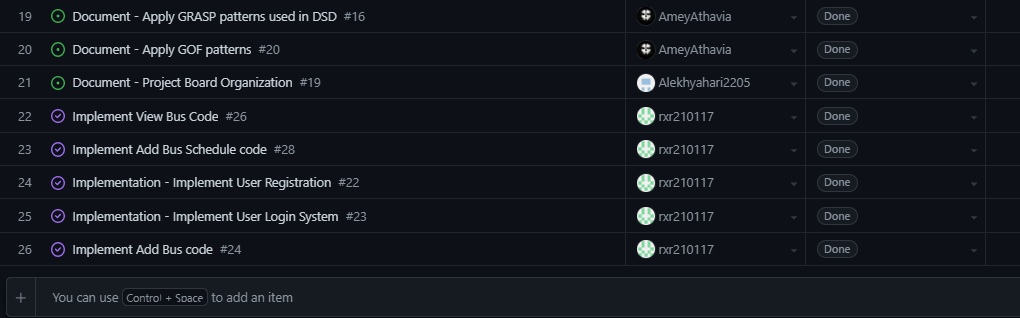 19 Document - Apply GRASP patterns used in DSD #16 AmeyAthavia Done
20 Document - Apply GOF patterns #20 AmeyAthavia Done
21 Document - Project Board Organization #19 Alekhyahari2205 Done
22 Implement View Bus Code #26 rxr210117 Done
23 Implement Add Bus Schedule code #28 rxr210117 Done
24 Implementation - Implement User Registration #22 rxr210117 Done
25 Implementation - Implement User Login System #23 rxr210117 Done
26 Implement Add Bus code #24 rxr210117 Done
+ You can use Control + Space to add an item